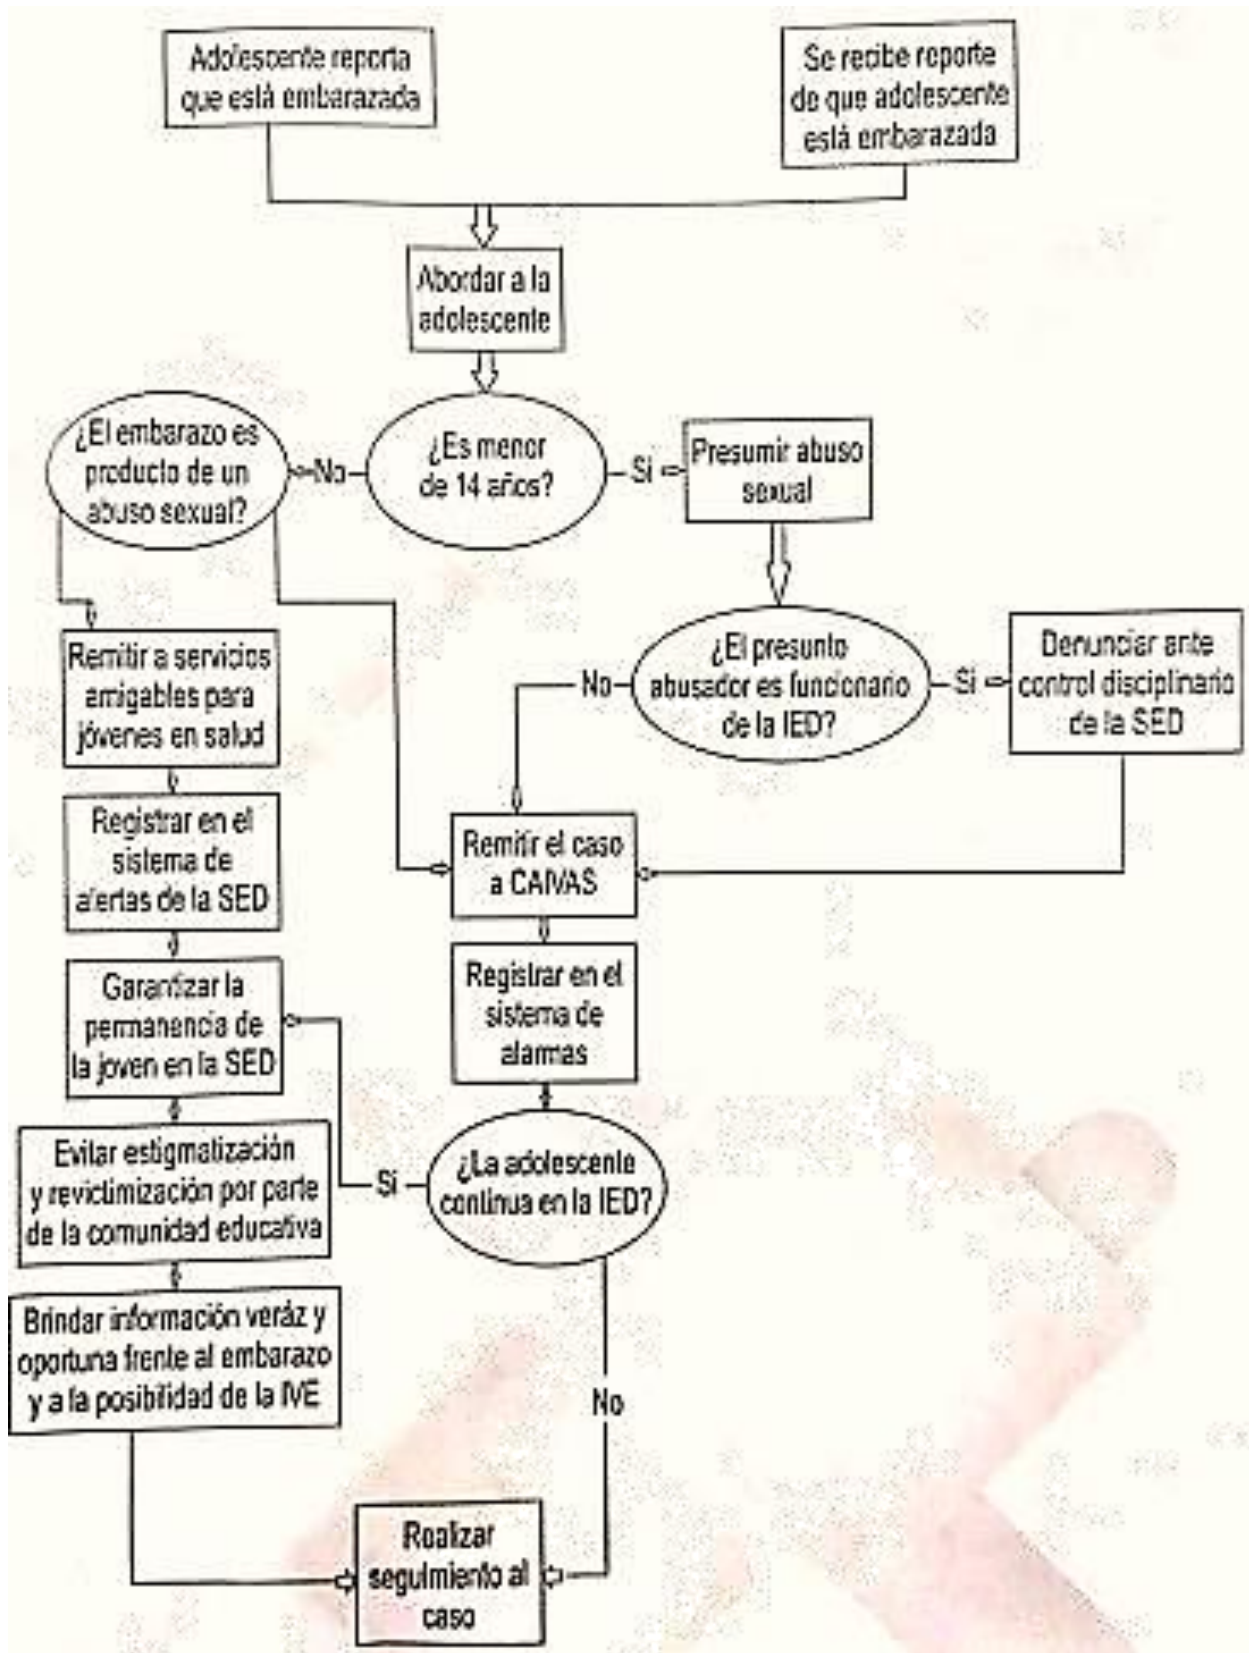 Adolescente reporta
que está embarazada
Se recibe reporte
de que adolescente
está embarazada
Abordar a la
adolescente
¿El embarazo es
producto de un
abuso sexual?
No
¿Es menor
de 14 años?
Si
Presumir abuso
sexual
Remitir a servicios
amigables para
jóvenes en salud
No
¿El presunto
abusador es funcionario
de la IED?
Si
Denunciar ante
control disciplinario
de la SED
Registrar en el
sistema de
alertas de la SED
Remitir el caso
a CAIVAS
Garantizar la
permanencia de
la joven en la SED
Registrar en el
sistema de
alarmas
Evitar estigmatización
y revictimización por parte
de la comunidad educativa
Si
¿La adolescente
continua en la IED?
Brindar información veráz y
oportuna frente al embarazo
y a la posibilidad de la IVE
No
Realizar
seguimiento al
caso